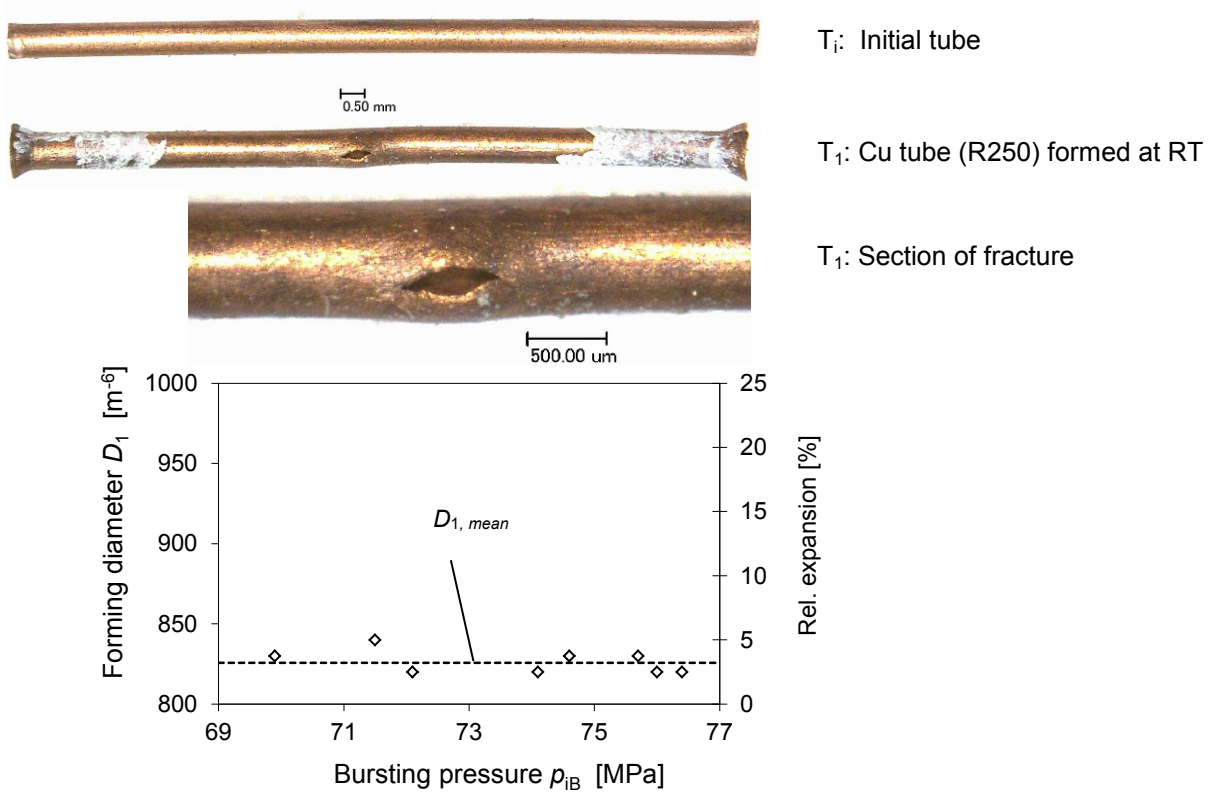 Tᵢ: Initial tube
0.50 mm
T₁: Cu tube (R250) formed at RT
T₁: Section of fracture
500.00 um
Forming diameter D₁ [m⁻⁶]
1000
950
900
850
800
D₁, mean
25
20
15
10
5
0
Rel. expansion [%]
69 71 73 75 77
Bursting pressure pᵢB [MPa]